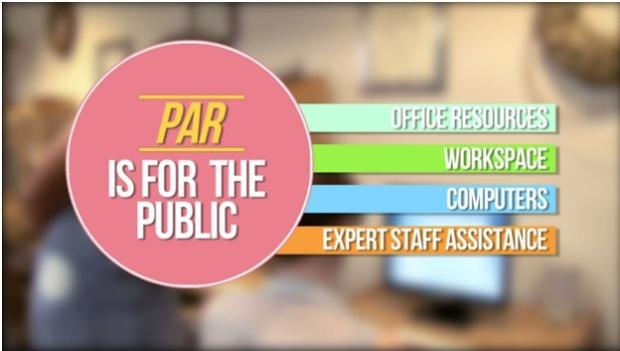 PAR
IS FOR THE
PUBLIC
OFFICE RESOURCES
WORKSPACE
COMPUTERS
EXPERT STAFF ASSISTANCE